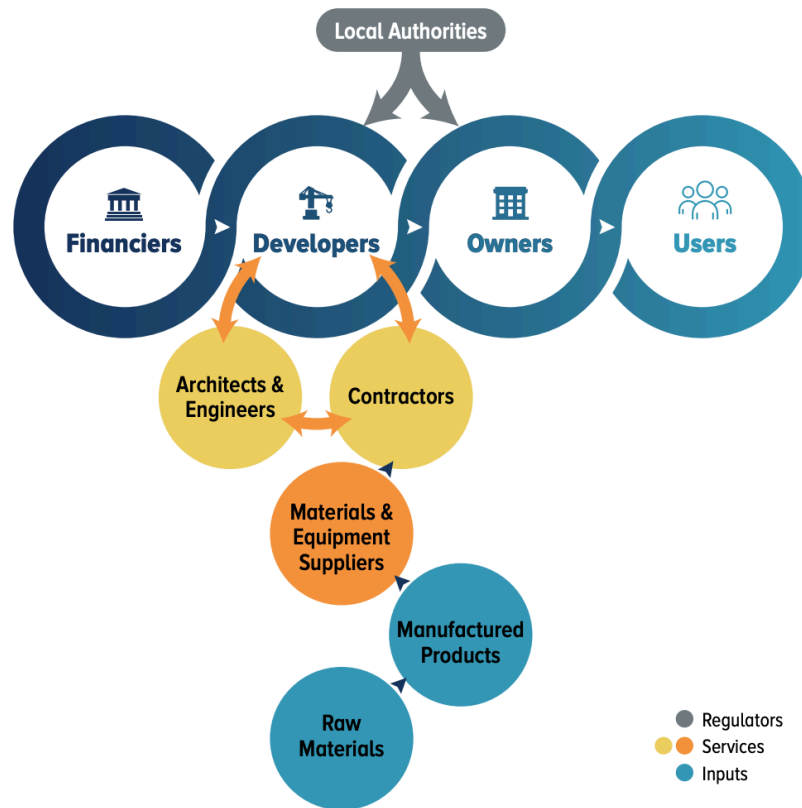 Local Authorities
Financiers
Developers
Owners
Users
Architects &
Engineers
Contractors
Materials &
Equipment
Suppliers
Manufactured
Products
Raw
Materials
Regulators
Services
Inputs